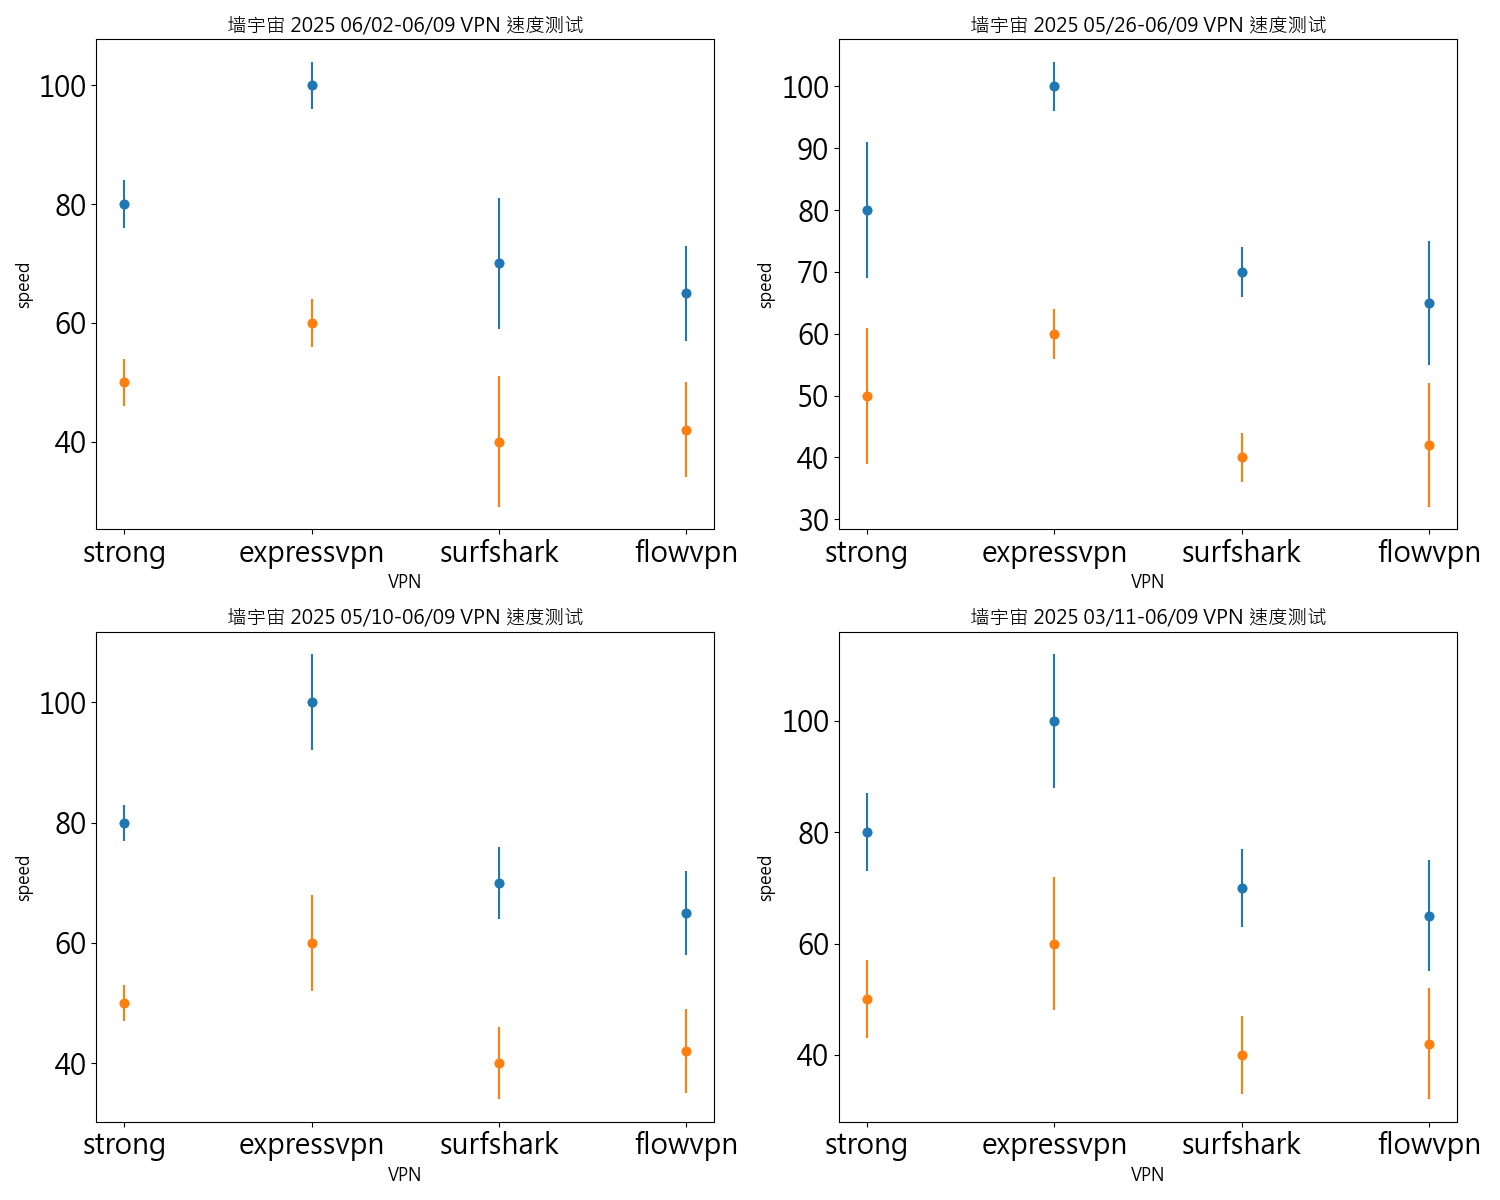 墙宇宙 2025 06/02-06/09 VPN 速度测试
100
80
60
40
speed
strong expressvpn surfshark flowvpn
VPN
墙宇宙 2025 05/26-06/09 VPN 速度测试
100
90
80
70
60
50
40
30
speed
strong expressvpn surfshark flowvpn
VPN
墙宇宙 2025 05/10-06/09 VPN 速度测试
100
80
60
40
speed
strong expressvpn surfshark flowvpn
VPN
墙宇宙 2025 03/11-06/09 VPN 速度测试
100
80
60
40
speed
strong expressvpn surfshark flowvpn
VPN